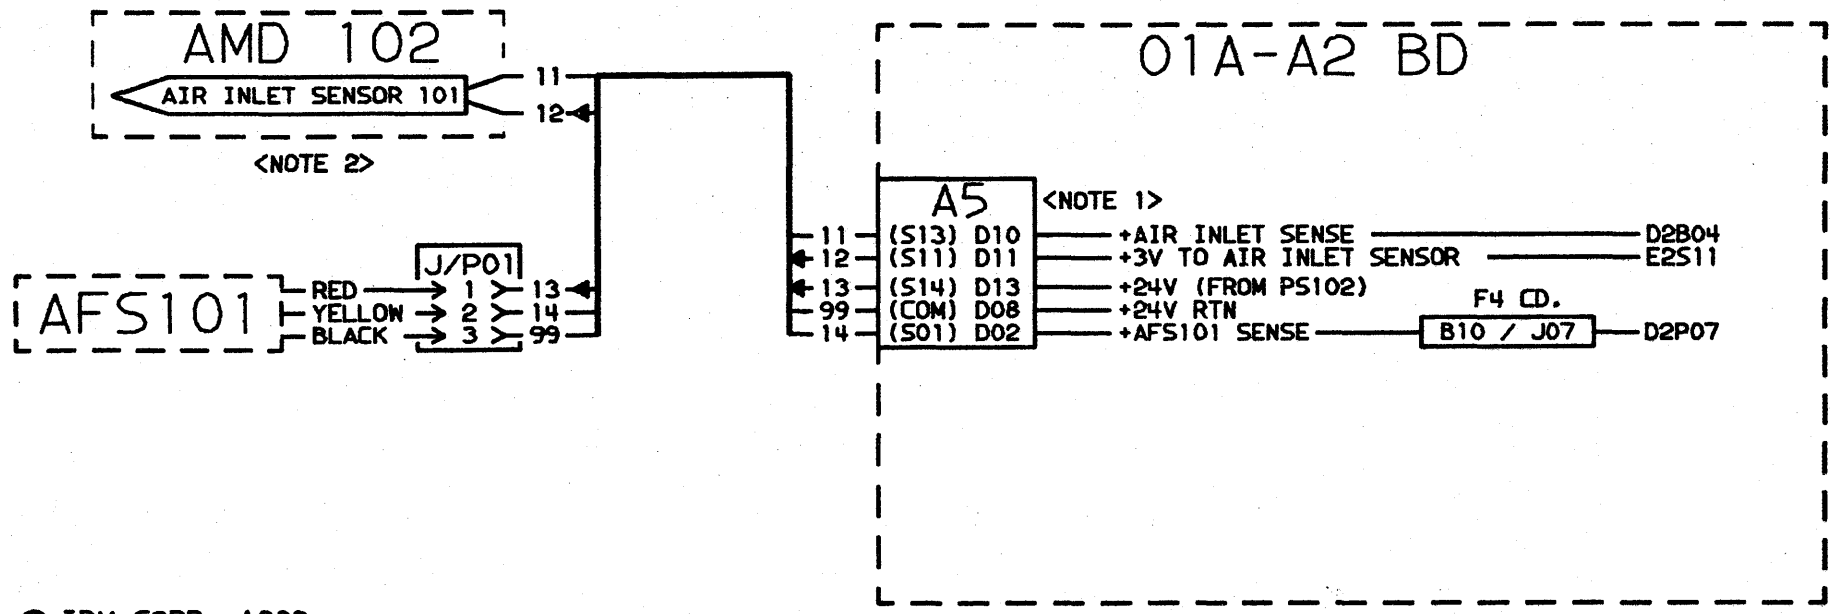 AMD 102
AIR INLET SENSOR 101
11
12
<NOTE 2>
01A-A2 BD
A5
<NOTE 1>
11 (S13) D10 +AIR INLET SENSE D2B04
12 (S11) D11 +3V TO AIR INLET SENSOR E2S11
13 (S14) D13 +24V (FROM PS102)
99 (COM) D08 +24V RTN
14 (S01) D02 +AFS101 SENSE B10 / J07 D2P07
F4 CD.
J/P01
AFS101
RED 1 13
YELLOW 2 14
BLACK 3 99